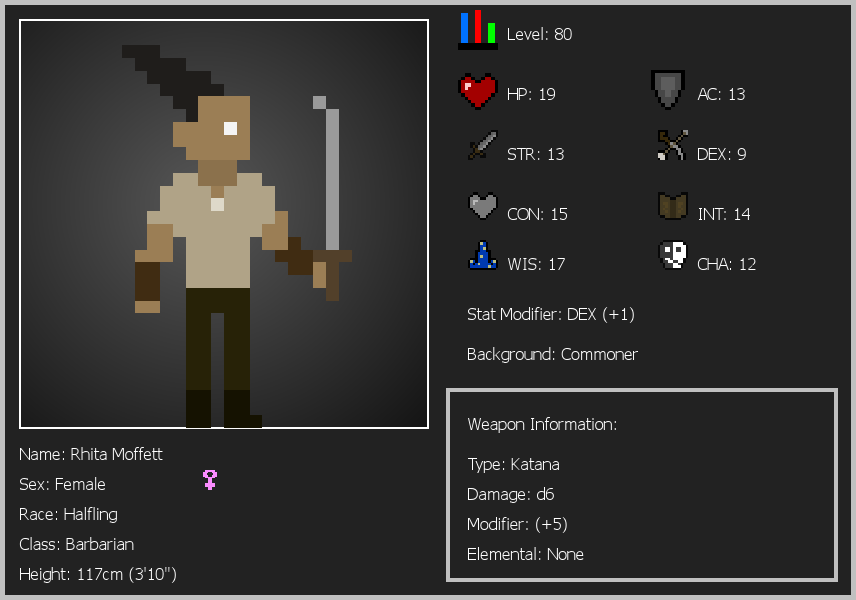 Level: 80
HP: 19
AC: 13
STR: 13
DEX: 9
CON: 15
INT: 14
WIS: 17
CHA: 12
Stat Modifier: DEX (+1)
Background: Commoner
Weapon Information:
Type: Katana
Damage: d6
Modifier: (+5)
Elemental: None
Name: Rhita Moffett
Sex: Female
Race: Halfling
Class: Barbarian
Height: 117cm (3'10")